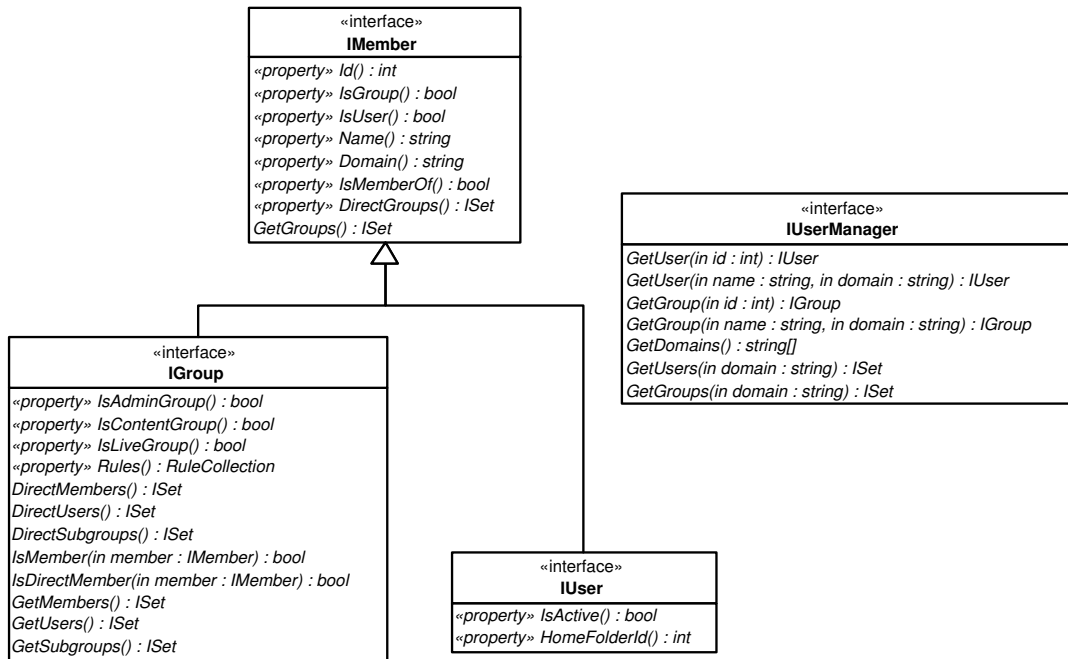 «interface»
IMember
«property» Id() : int
«property» IsGroup() : bool
«property» IsUser() : bool
«property» Name() : string
«property» Domain() : string
«property» IsMemberOf() : bool
«property» DirectGroups() : ISet
GetGroups() : ISet
«interface»
IUserManager
GetUser(in id : int) : IUser
GetUser(in name : string, in domain : string) : IUser
GetGroup(in id : int) : IGroup
GetGroup(in name : string, in domain : string) : IGroup
GetDomains() : string[]
GetUsers(in domain : string) : ISet
GetGroups(in domain : string) : ISet
«interface»
IGroup
«property» IsAdminGroup() : bool
«property» IsContentGroup() : bool
«property» IsLiveGroup() : bool
«property» Rules() : RuleCollection
DirectMembers() : ISet
DirectUsers() : ISet
DirectSubgroups() : ISet
IsMember(in member : IMember) : bool
IsDirectMember(in member : IMember) : bool
GetMembers() : ISet
GetUsers() : ISet
GetSubgroups() : ISet
«interface»
IUser
«property» IsActive() : bool
«property» HomeFolderId() : int